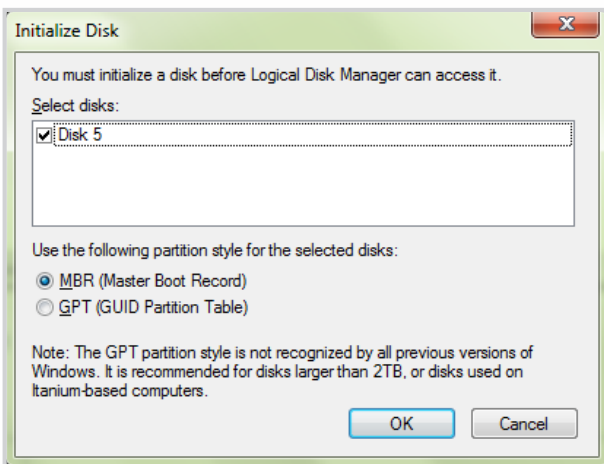 Initialize Disk
You must initialize a disk before Logical Disk Manager can access it.
Select disks:
Disk 5
Use the following partition style for the selected disks:
MBR (Master Boot Record)
GPT (GUID Partition Table)
Note: The GPT partition style is not recognized by all previous versions of
Windows. It is recommended for disks larger than 2TB, or disks used on
Itanium-based computers.
OK Cancel